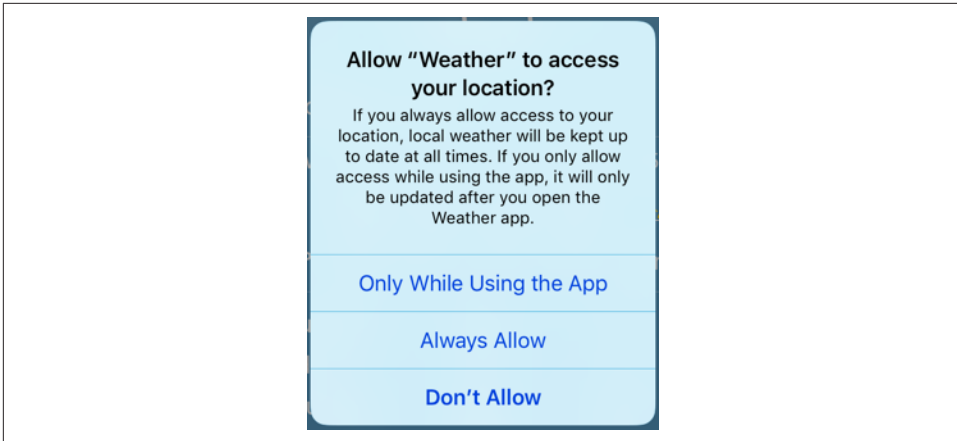 Allow “Weather” to access
your location?
If you always allow access to your
location, local weather will be kept up
to date at all times. If you only allow
access while using the app, it will only
be updated after you open the
Weather app.
Only While Using the App
Always Allow
Don’t Allow